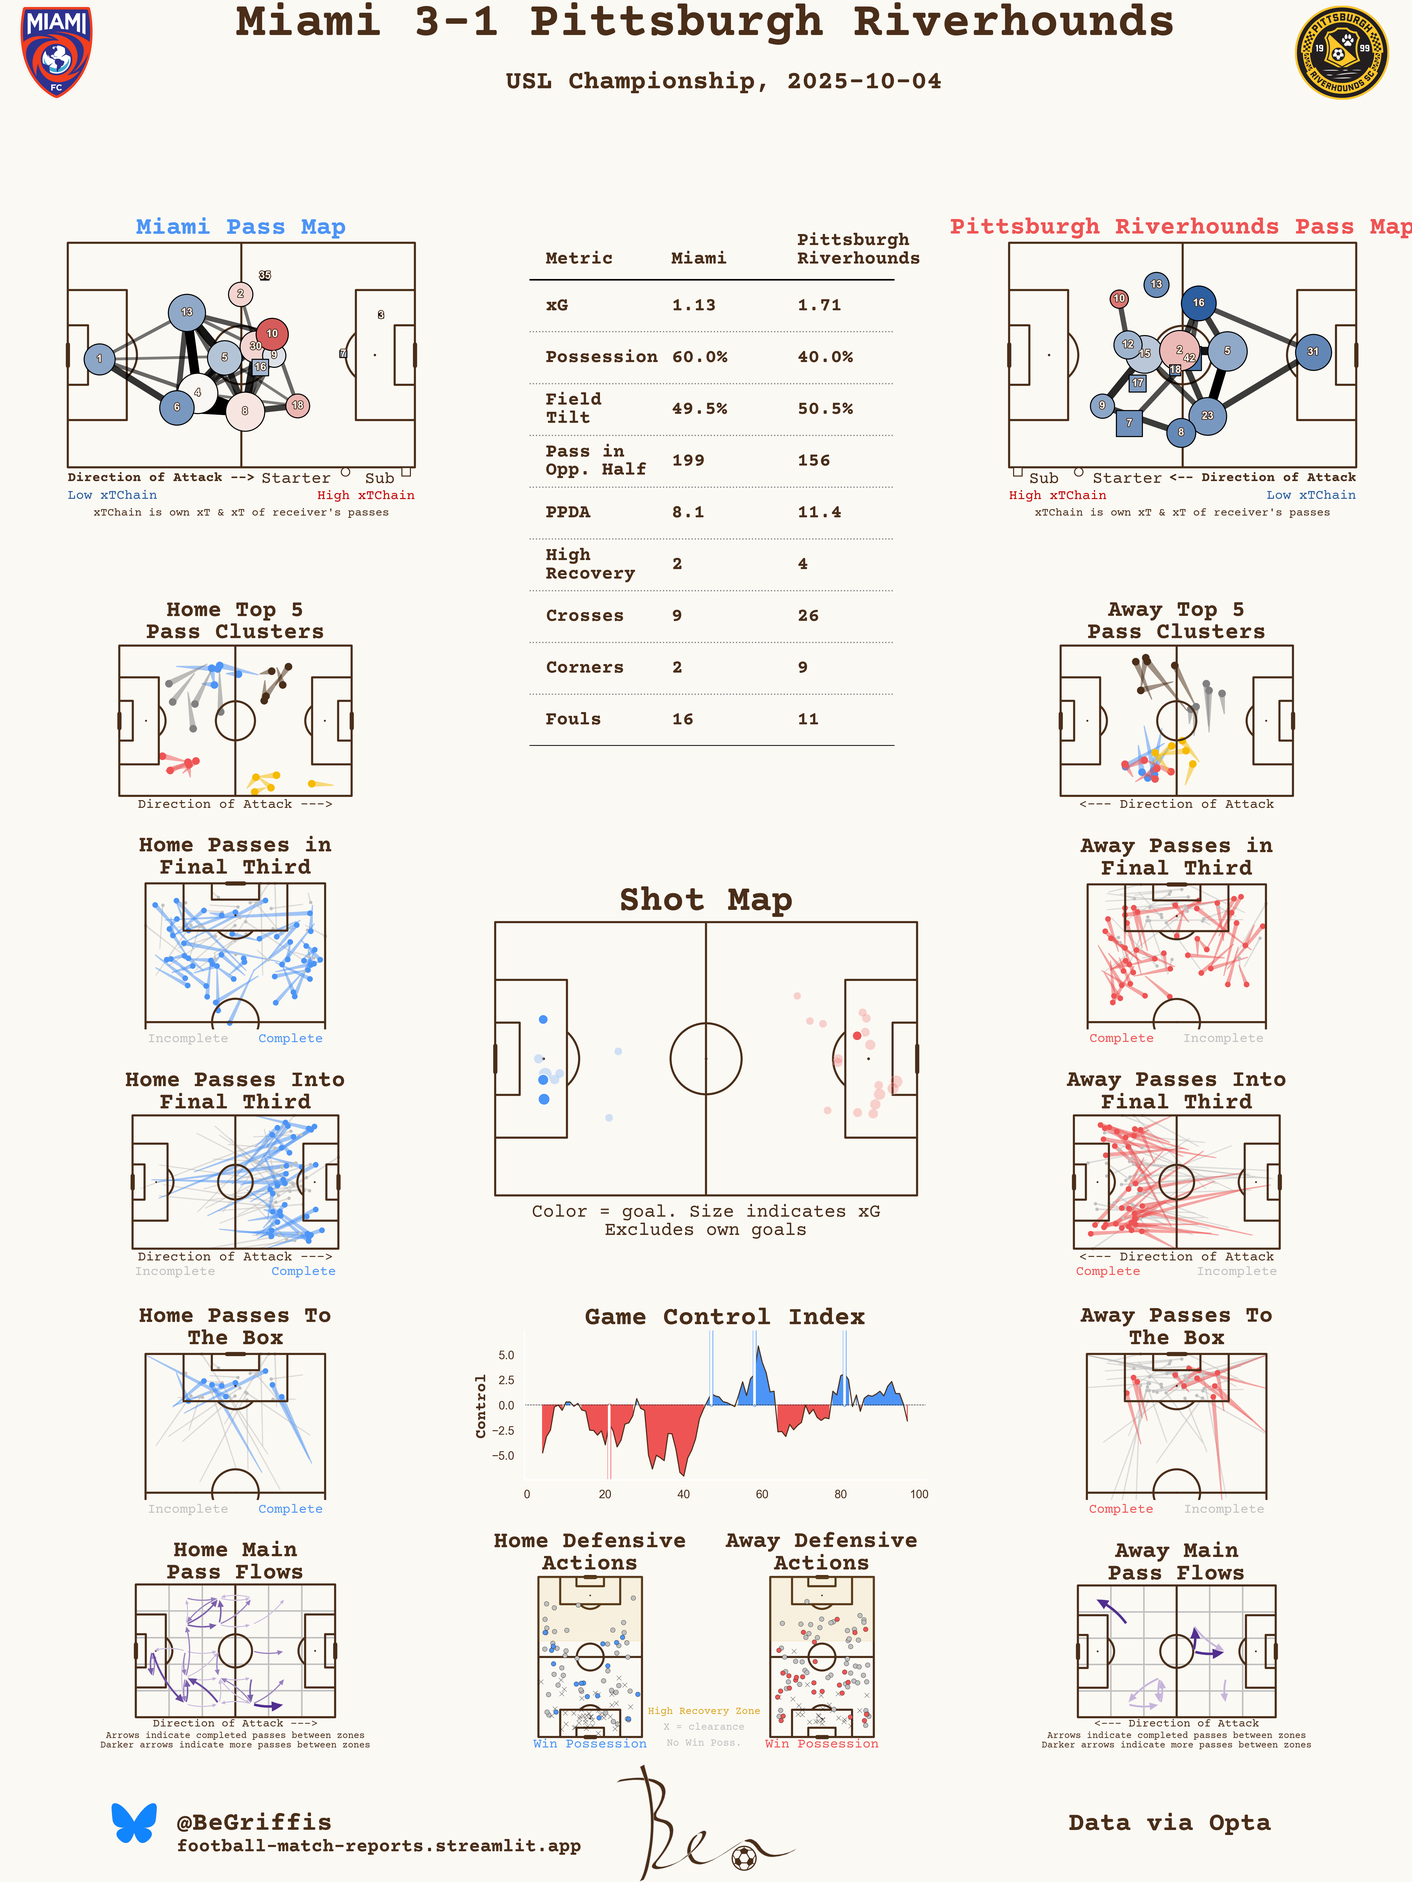 Miami 3-1 Pittsburgh Riverhounds
USL Championship, 2025-10-04
MIAMI
FC
PITTSBURGH
19 99
RIVERHOUNDS SC
Miami Pass Map
35
2
13
10
30
9
1
5
16
7
3
4
6
8
18
Direction of Attack --> Starter Sub
Low xTChain High xTChain
xTChain is own xT & xT of receiver's passes
Metric Miami Pittsburgh
Riverhounds
xG 1.13 1.71
Possession 60.0% 40.0%
Field
Tilt 49.5% 50.5%
Pass in
Opp. Half 199 156
PPDA 8.1 11.4
High
Recovery 2 4
Crosses 9 26
Corners 2 9
Fouls 16 11
Pittsburgh Riverhounds Pass Map
13
10
16
12
15
2
42
5
31
18
17
9
7
23
8
Sub Starter <-- Direction of Attack
High xTChain Low xTChain
xTChain is own xT & xT of receiver's passes
Home Top 5
Pass Clusters
Direction of Attack --->
Away Top 5
Pass Clusters
<--- Direction of Attack
Home Passes in
Final Third
Incomplete Complete
Away Passes in
Final Third
Complete Incomplete
Shot Map
Color = goal. Size indicates xG
Excludes own goals
Home Passes Into
Final Third
Direction of Attack --->
Incomplete Complete
Away Passes Into
Final Third
<--- Direction of Attack
Complete Incomplete
Home Passes To
The Box
Incomplete Complete
Game Control Index
Control
5.0
2.5
0.0
−2.5
−5.0
0 20 40 60 80 100
Away Passes To
The Box
Complete Incomplete
Home Main
Pass Flows
Direction of Attack --->
Arrows indicate completed passes between zones
Darker arrows indicate more passes between zones
Home Defensive
Actions
Win Possession
High Recovery Zone
X = clearance
No Win Poss.
Away Defensive
Actions
Win Possession
Away Main
Pass Flows
<--- Direction of Attack
Arrows indicate completed passes between zones
Darker arrows indicate more passes between zones
@BeGriffis
football-match-reports.streamlit.app
Ben
Data via Opta